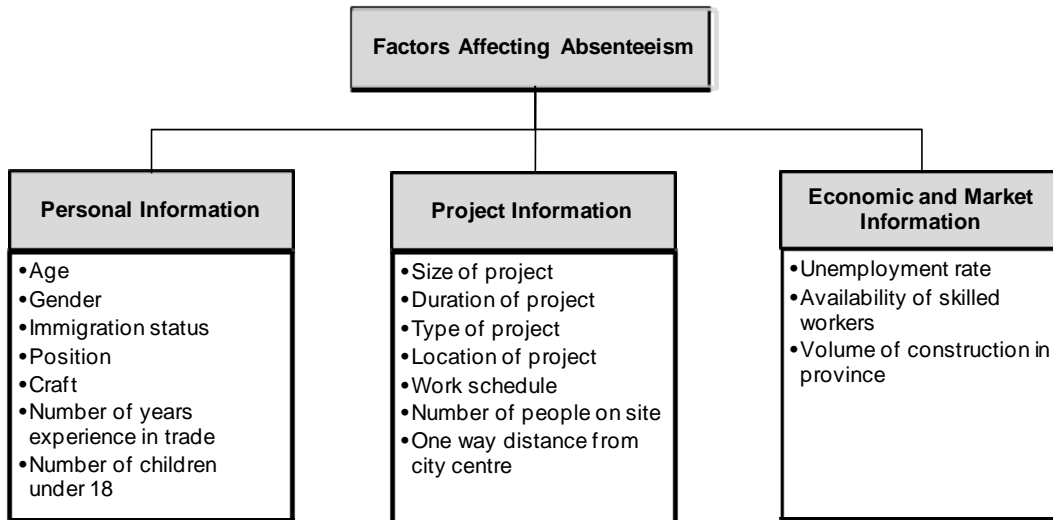 Factors Affecting Absenteeism
Personal Information
•Age
•Gender
•Immigration status
•Position
•Craft
•Number of years
experience in trade
•Number of children
under 18
Project Information
•Size of project
•Duration of project
•Type of project
•Location of project
•Work schedule
•Number of people on site
•One way distance from
city centre
Economic and Market
Information
•Unemployment rate
•Availability of skilled
workers
•Volume of construction in
province